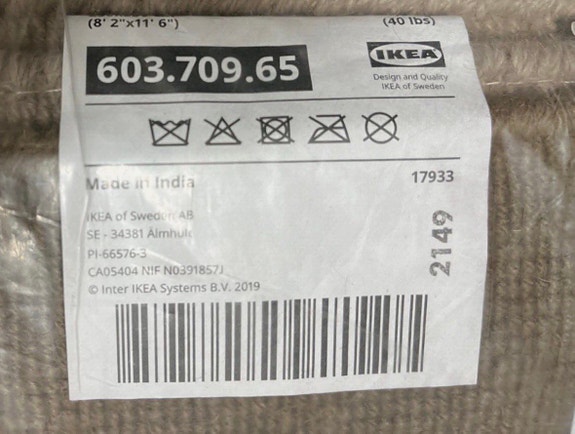 (8' 2"x11' 6")
(40 lbs)
603.709.65
IKEA
Design and Quality
IKEA of Sweden
Made in India
17933
IKEA of Sweden AB
SE - 34381 Älmhult
PI-66576-3
CA05404 NIF N0391857J
© Inter IKEA Systems B.V. 2019
2149